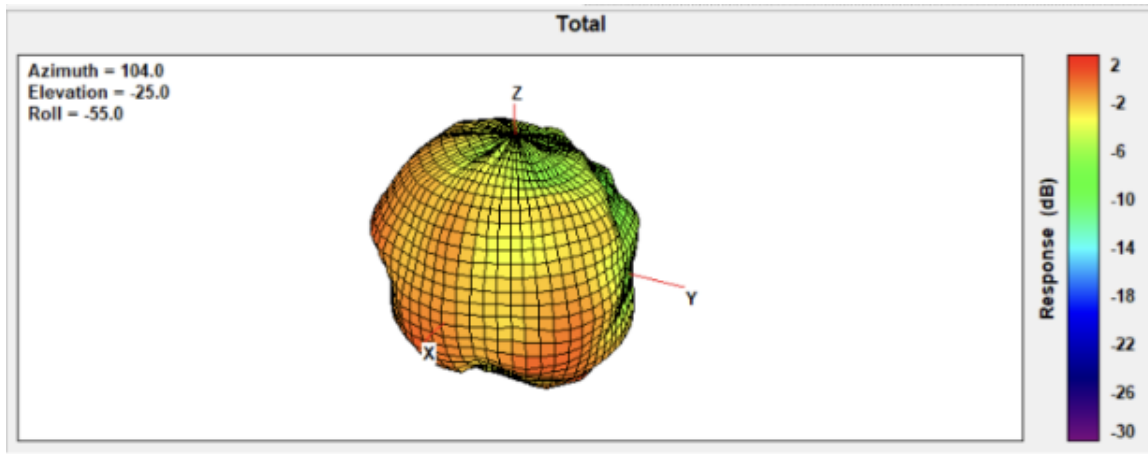 Total
Azimuth = 104.0
Elevation = -25.0
Roll = -55.0
Z
Y
X
2
-2
-6
-10
-14
-18
-22
-26
-30
Response (dB)